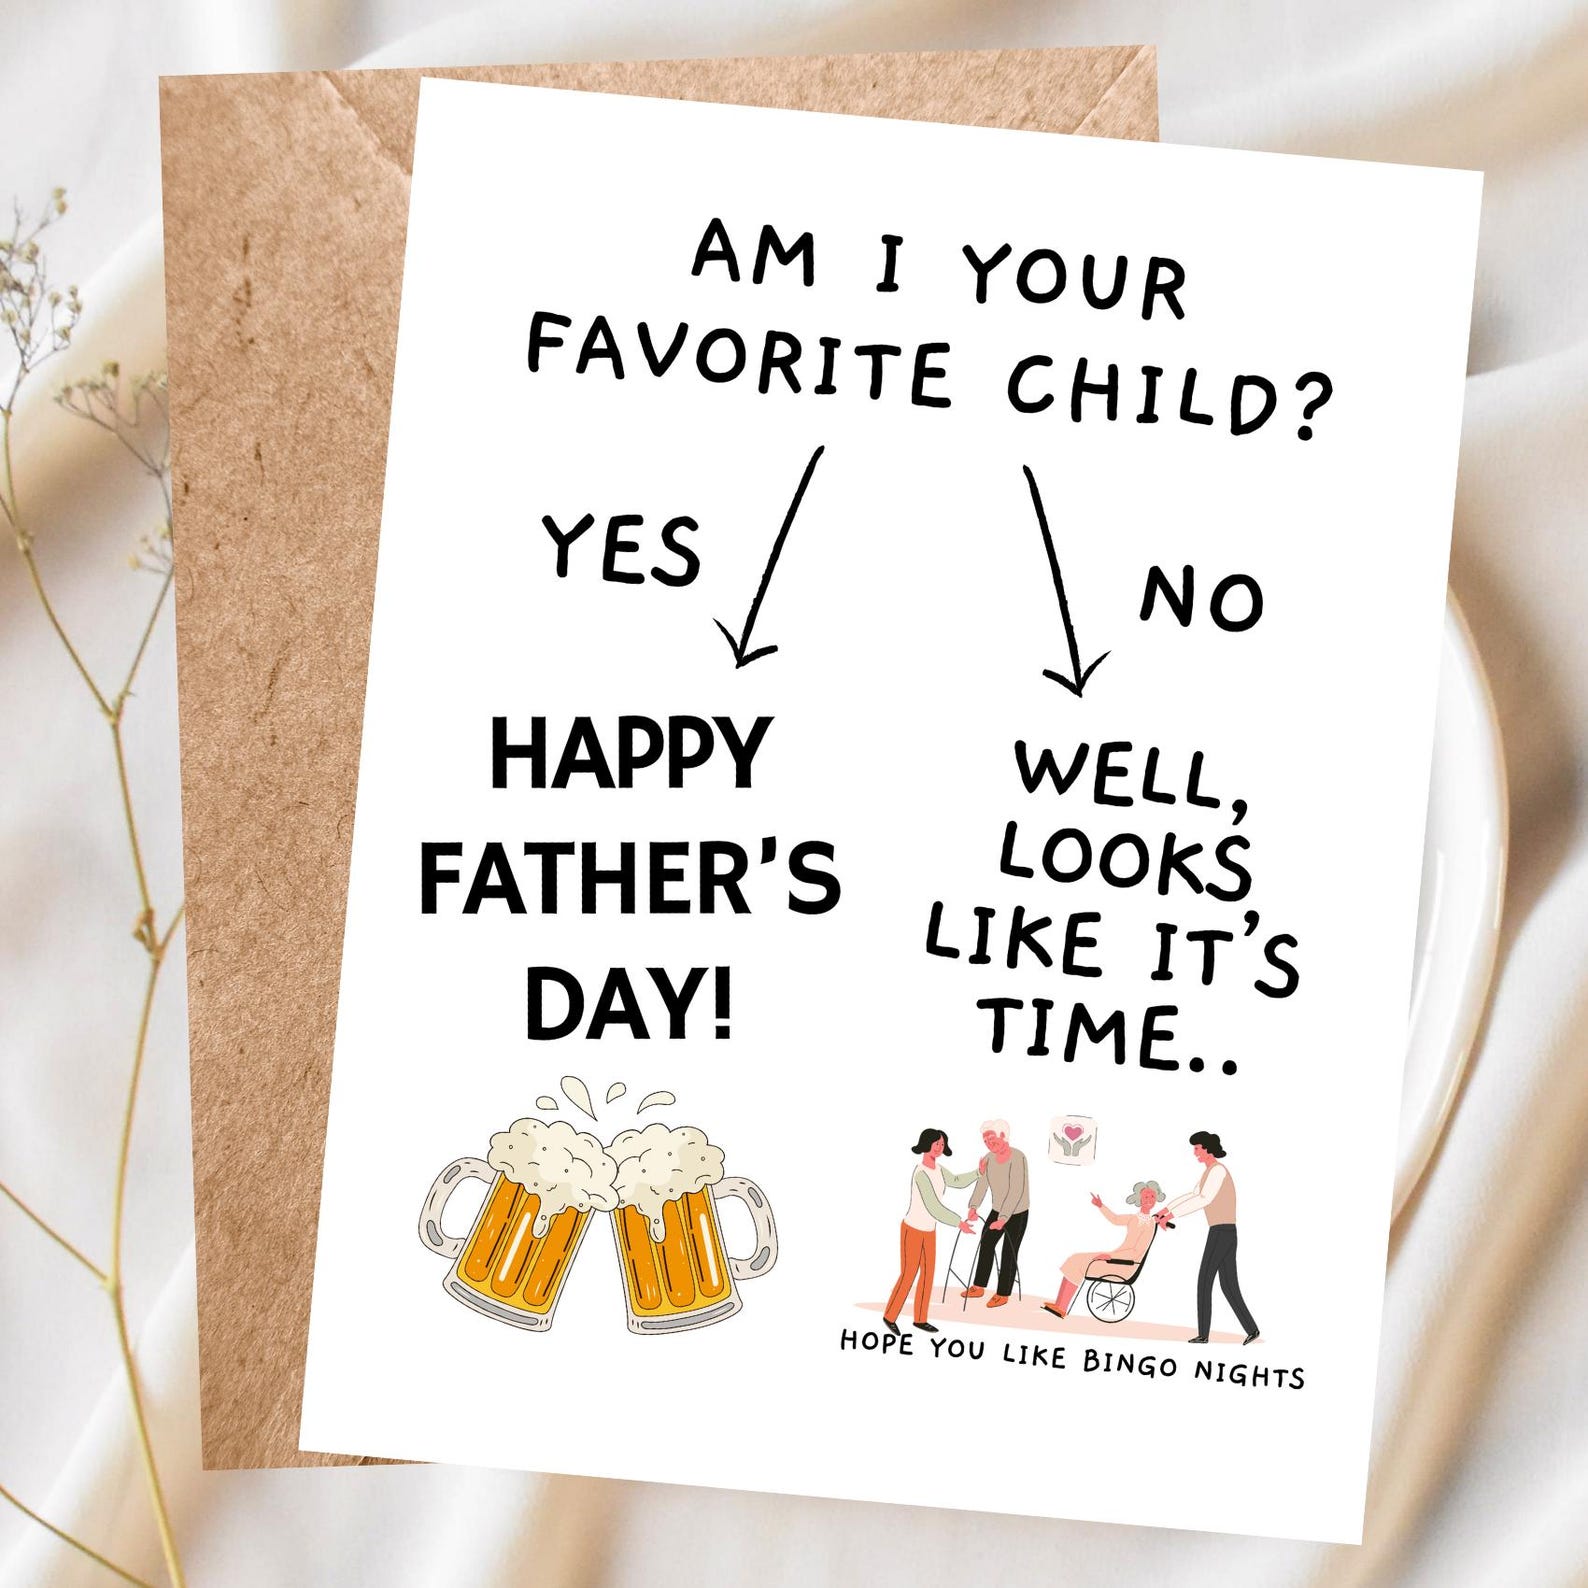 AM I YOUR
FAVORITE CHILD?
YES
NO
HAPPY
FATHER'S
DAY!
WELL,
LOOKS
LIKE IT'S
TIME..
HOPE YOU LIKE BINGO NIGHTS